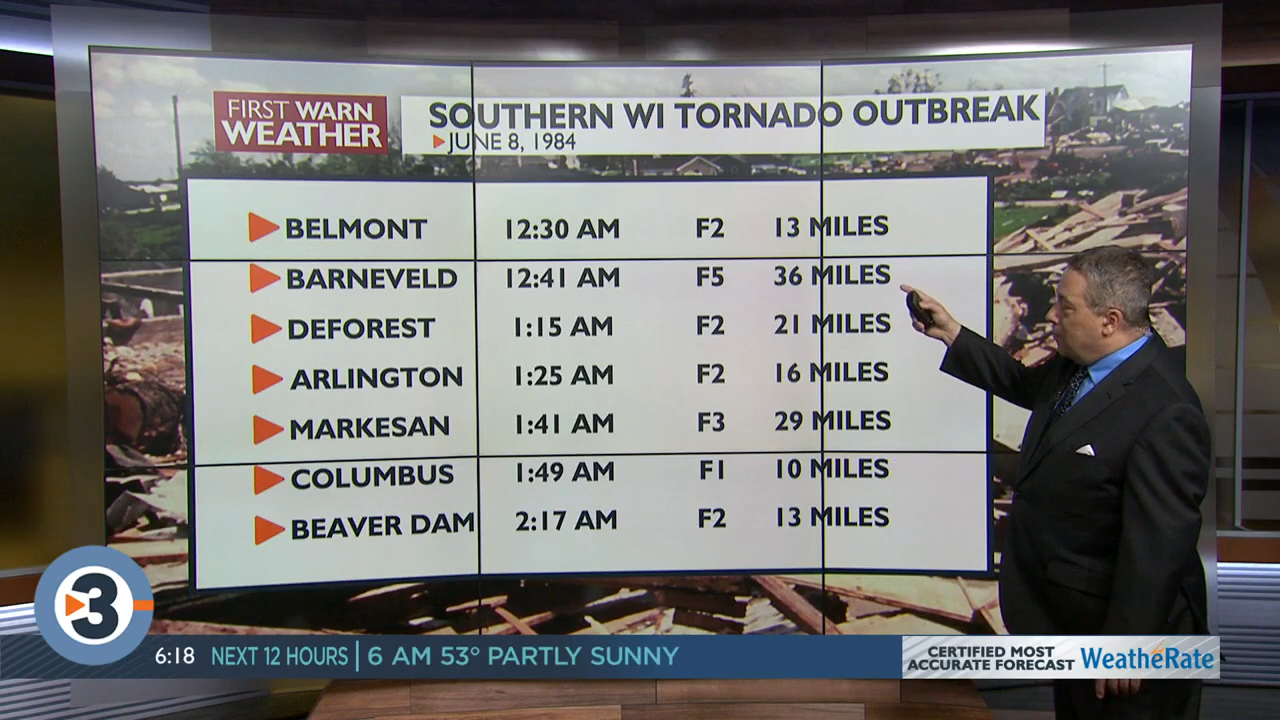 FIRST WARN
WEATHER
SOUTHERN WI TORNADO OUTBREAK
JUNE 8, 1984
BELMONT 12:30 AM F2 13 MILES
BARNEVELD 12:41 AM F5 36 MILES
DEFOREST 1:15 AM F2 21 MILES
ARLINGTON 1:25 AM F2 16 MILES
MARKESAN 1:41 AM F3 29 MILES
COLUMBUS 1:49 AM F1 10 MILES
BEAVER DAM 2:17 AM F2 13 MILES
3
6:18 NEXT 12 HOURS 6 AM 53° PARTLY SUNNY
CERTIFIED MOST
ACCURATE FORECAST WeatheRate